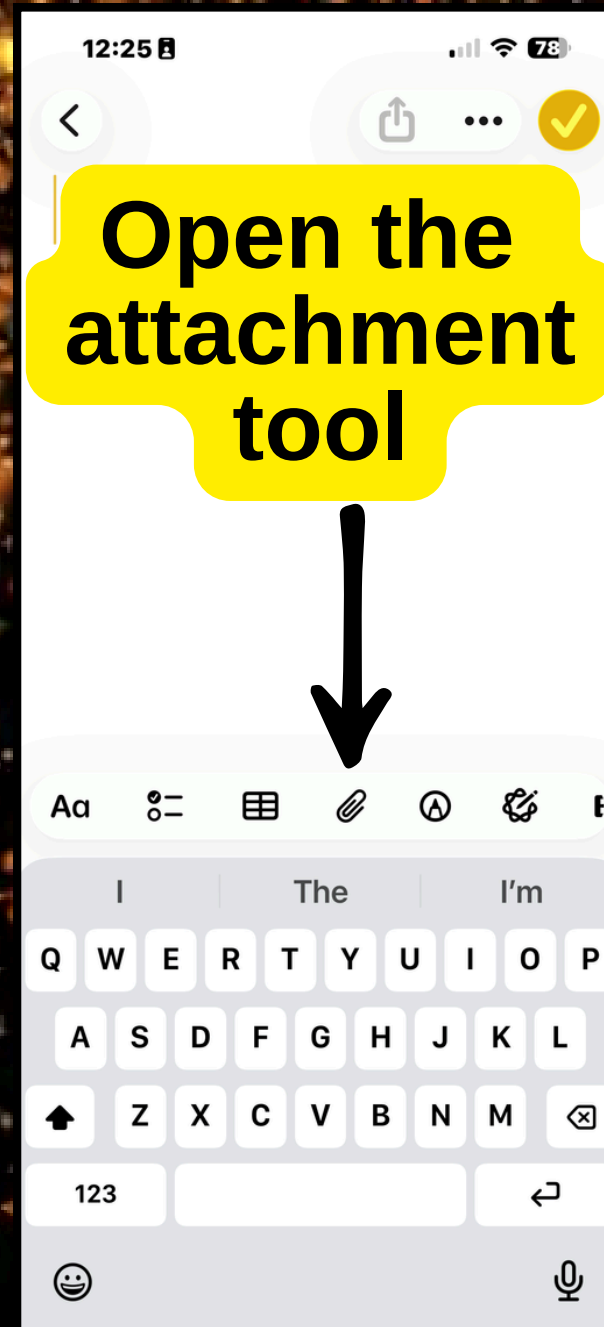 12:25
78
Open the
attachment
tool
Aa
I The I'm
Q W E R T Y U I O P
A S D F G H J K L
Z X C V B N M
123